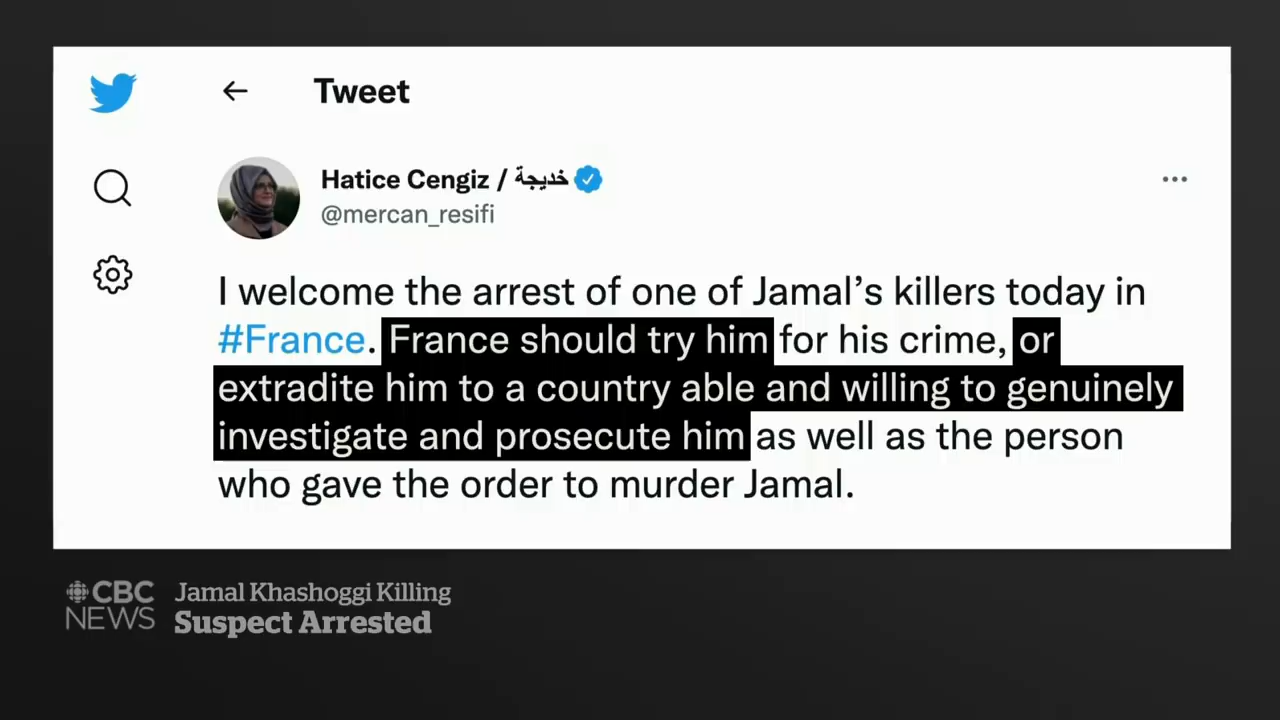 Tweet
Hatice Cengiz / خديجة
@mercan_resifi
I welcome the arrest of one of Jamal’s killers today in
#France. France should try him for his crime, or
extradite him to a country able and willing to genuinely
investigate and prosecute him as well as the person
who gave the order to murder Jamal.
CBC
NEWS
Jamal Khashoggi Killing
Suspect Arrested